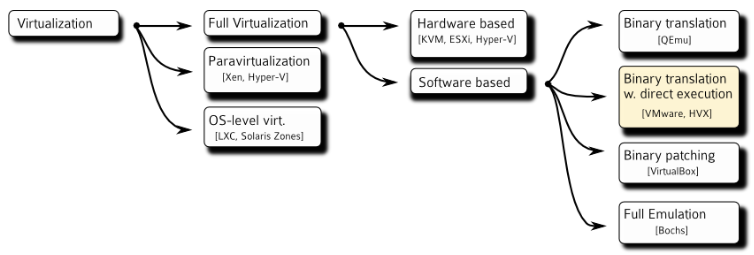 Virtualization
Full Virtualization
Paravirtualization
[Xen, Hyper-V]
OS-level virt.
[LXC, Solaris Zones]
Hardware based
[KVM, ESXi, Hyper-V]
Software based
Binary translation
[QEmu]
Binary translation
w. direct execution
[VMware, HVX]
Binary patching
[VirtualBox]
Full Emulation
[Bochs]